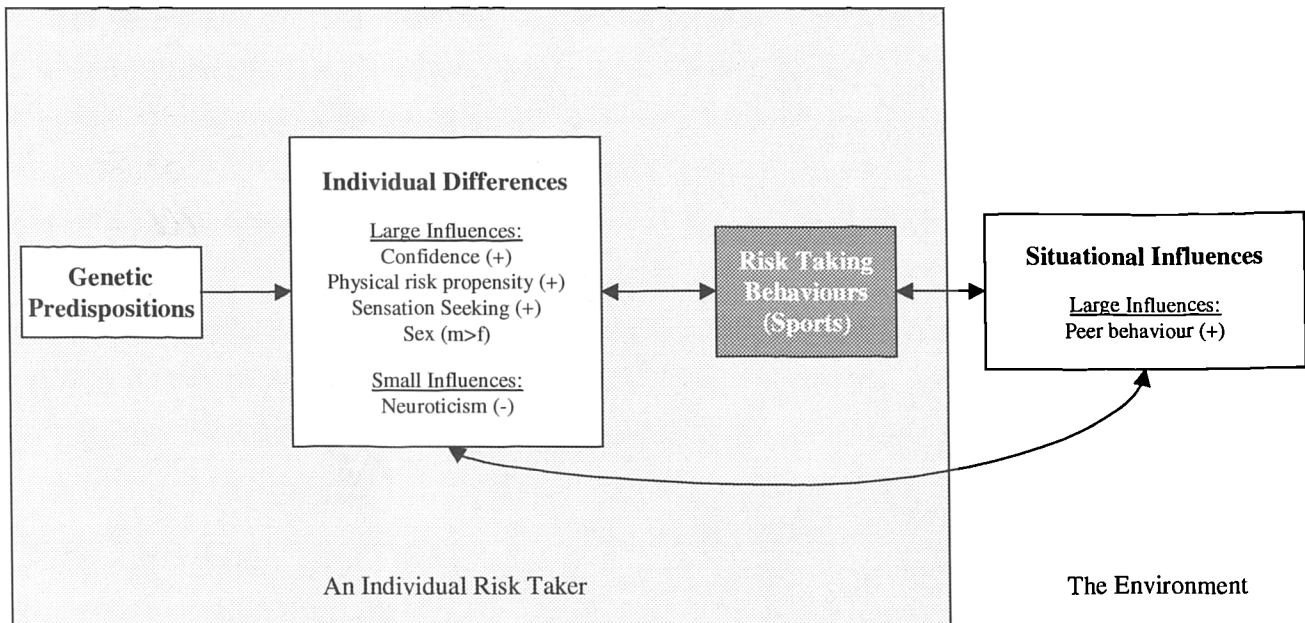 Genetic
Predispositions
Individual Differences
Large Influences:
Confidence (+)
Physical risk propensity (+)
Sensation Seeking (+)
Sex (m>f)
Small Influences:
Neuroticism (-)
Risk Taking
Behaviours
(Sports)
Situational Influences
Large Influences:
Peer behaviour (+)
An Individual Risk Taker
The Environment